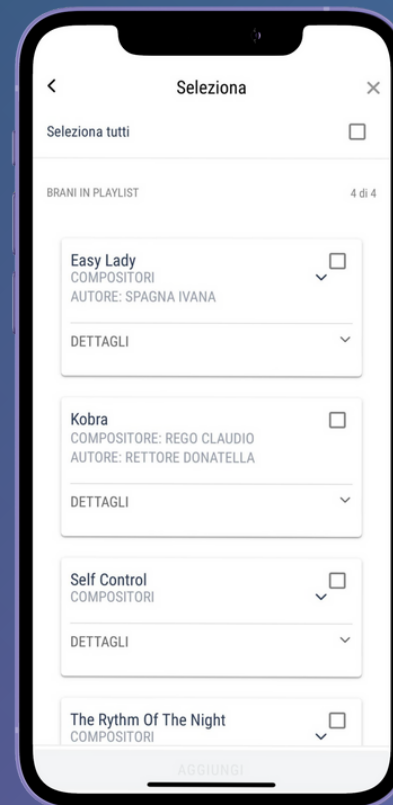 Seleziona
Seleziona tutti
BRANI IN PLAYLIST 4 di 4
Easy Lady
COMPOSITORI
AUTORE: SPAGNA IVANA
DETTAGLI
Kobra
COMPOSITORE: REGO CLAUDIO
AUTORE: RETTORE DONATELLA
DETTAGLI
Self Control
COMPOSITORI
DETTAGLI
The Rythm Of The Night
COMPOSITORI
AGGIUNGI